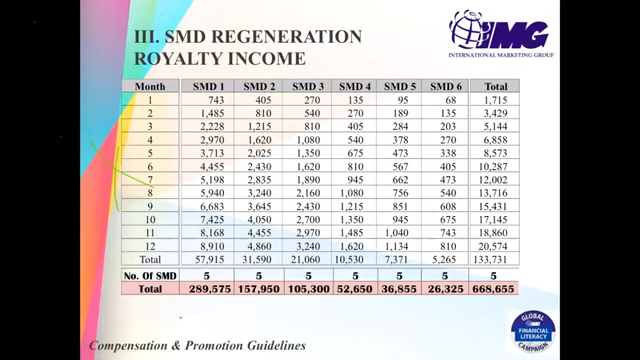 III. SMD REGENERATION
ROYALTY INCOME
IMG
INTERNATIONAL MARKETING GROUP
Month SMD 1 SMD 2 SMD 3 SMD 4 SMD 5 SMD 6 Total
1 743 405 270 135 95 68 1,715
2 1,485 810 540 270 189 135 3,429
3 2,228 1,215 810 405 284 203 5,144
4 2,970 1,620 1,080 540 378 270 6,858
5 3,713 2,025 1,350 675 473 338 8,573
6 4,455 2,430 1,620 810 567 405 10,287
7 5,198 2,835 1,890 945 662 473 12,002
8 5,940 3,240 2,160 1,080 756 540 13,716
9 6,683 3,645 2,430 1,215 851 608 15,431
10 7,425 4,050 2,700 1,350 945 675 17,145
11 8,168 4,455 2,970 1,485 1,040 743 18,860
12 8,910 4,860 3,240 1,620 1,134 810 20,574
Total 57,915 31,590 21,060 10,530 7,371 5,265 133,731
No. Of SMD 5 5 5 5 5 5 5
Total 289,575 157,950 105,300 52,650 36,855 26,325 668,655
GLOBAL
IMG
FINANCIAL
LITERACY
CAMPAIGN
Compensation & Promotion Guidelines